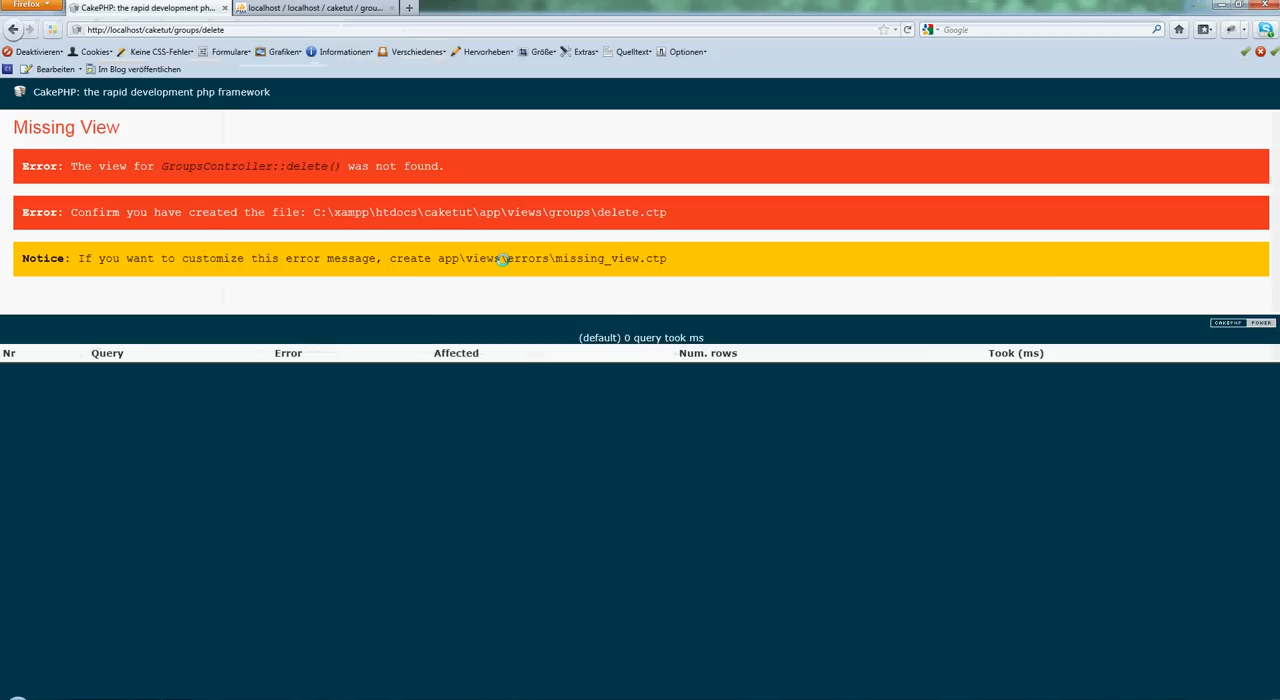 Firefox
CakePHP: the rapid development ph...
localhost / localhost / caketut / grou...
http://localhost/caketut/groups/delete
Google
Deaktivieren
Cookies
Keine CSS-Fehler
Formulare
Grafiken
Informationen
Verschiedenes
Hervorheben
Größe
Extras
Quelltext
Optionen
Bearbeiten
Im Blog veröffentlichen
CakePHP: the rapid development php framework
Missing View
Error: The view for GroupsController::delete() was not found.
Error: Confirm you have created the file: C:\xampp\htdocs\caketut\app\views\groups\delete.ctp
Notice: If you want to customize this error message, create app\views\errors\missing_view.ctp
CAKEPHP POWER
(default) 0 query took ms
Nr Query Error Affected Num. rows Took (ms)